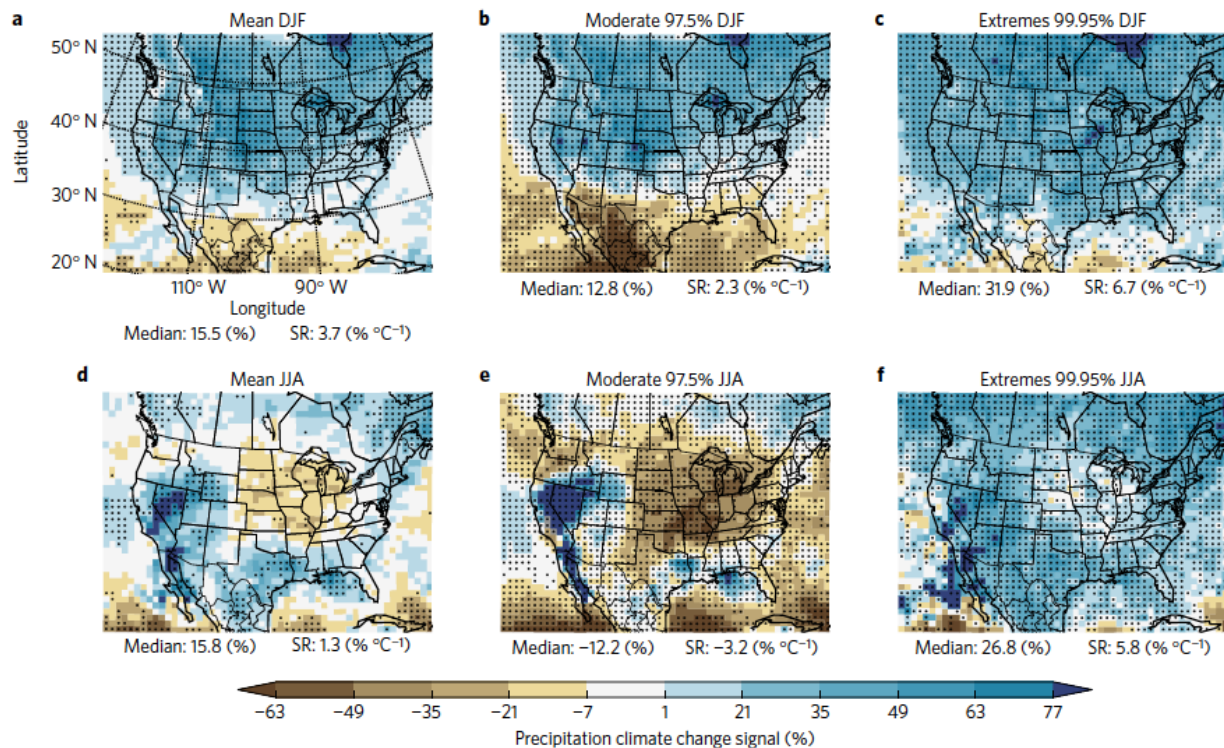 a Mean DJF
b Moderate 97.5% DJF
c Extremes 99.95% DJF
50° N
40° N
30° N
20° N
Latitude
110° W 90° W
Longitude
Median: 15.5 (%) SR: 3.7 (% °C⁻¹)
Median: 12.8 (%) SR: 2.3 (% °C⁻¹)
Median: 31.9 (%) SR: 6.7 (% °C⁻¹)
d Mean JJA
e Moderate 97.5% JJA
f Extremes 99.95% JJA
Median: 15.8 (%) SR: 1.3 (% °C⁻¹)
Median: −12.2 (%) SR: −3.2 (% °C⁻¹)
Median: 26.8 (%) SR: 5.8 (% °C⁻¹)
−63 −49 −35 −21 −7 1 21 35 49 63 77
Precipitation climate change signal (%)